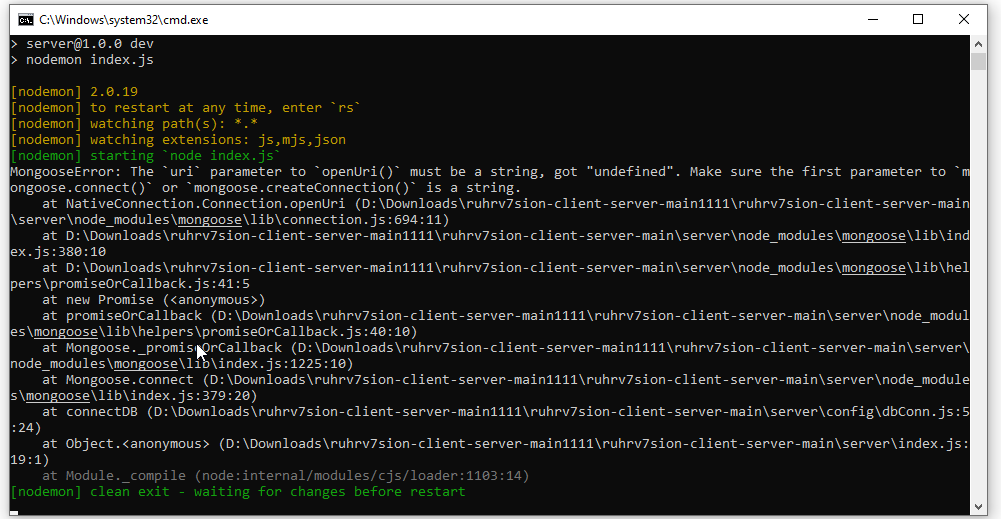 C:\Windows\system32\cmd.exe
> server@1.0.0 dev
> nodemon index.js
[nodemon] 2.0.19
[nodemon] to restart at any time, enter `rs`
[nodemon] watching path(s): *.*
[nodemon] watching extensions: js,mjs,json
[nodemon] starting `node index.js`
MongooseError: The `uri` parameter to `openUri()` must be a string, got "undefined". Make sure the first parameter to `m
ongoose.connect()` or `mongoose.createConnection()` is a string.
    at NativeConnection.Connection.openUri (D:\Downloads\ruhrv7sion-client-server-main1111\ruhrv7sion-client-server-main
\server\node_modules\mongoose\lib\connection.js:694:11)
    at D:\Downloads\ruhrv7sion-client-server-main1111\ruhrv7sion-client-server-main\server\node_modules\mongoose\lib\ind
ex.js:380:10
    at D:\Downloads\ruhrv7sion-client-server-main1111\ruhrv7sion-client-server-main\server\node_modules\mongoose\lib\hel
pers\promiseOrCallback.js:41:5
    at new Promise (<anonymous>)
    at promiseOrCallback (D:\Downloads\ruhrv7sion-client-server-main1111\ruhrv7sion-client-server-main\server\node_modul
es\mongoose\lib\helpers\promiseOrCallback.js:40:10)
    at Mongoose._promiseOrCallback (D:\Downloads\ruhrv7sion-client-server-main1111\ruhrv7sion-client-server-main\server\
node_modules\mongoose\lib\index.js:1225:10)
    at Mongoose.connect (D:\Downloads\ruhrv7sion-client-server-main1111\ruhrv7sion-client-server-main\server\node_module
s\mongoose\lib\index.js:379:20)
    at connectDB (D:\Downloads\ruhrv7sion-client-server-main1111\ruhrv7sion-client-server-main\server\config\dbConn.js:5
:24)
    at Object.<anonymous> (D:\Downloads\ruhrv7sion-client-server-main1111\ruhrv7sion-client-server-main\server\index.js:
19:1)
    at Module._compile (node:internal/modules/cjs/loader:1103:14)
[nodemon] clean exit - waiting for changes before restart